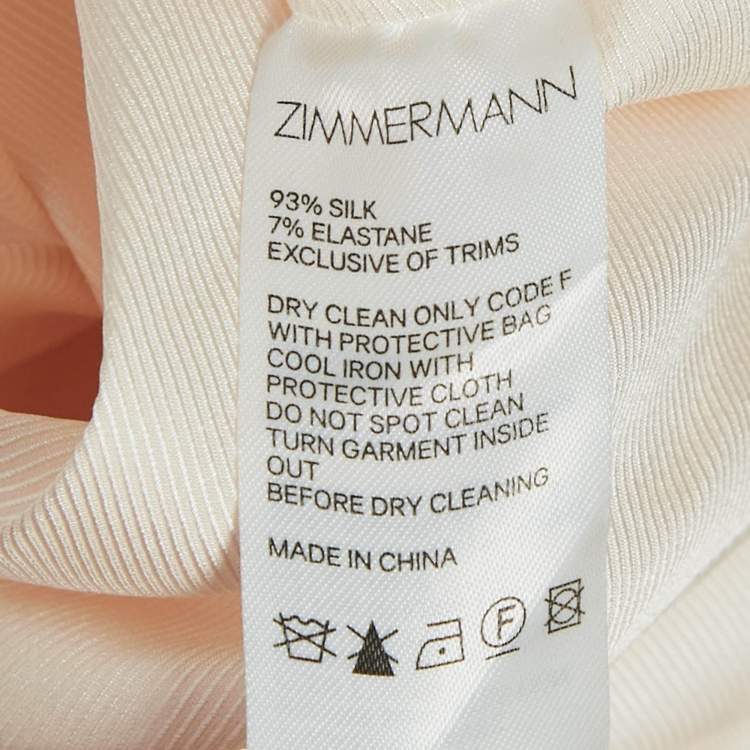 ZIMMERMANN
93% SILK
7% ELASTANE
EXCLUSIVE OF TRIMS
DRY CLEAN ONLY CODE F
WITH PROTECTIVE BAG
COOL IRON WITH
PROTECTIVE CLOTH
DO NOT SPOT CLEAN
TURN GARMENT INSIDE
OUT
BEFORE DRY CLEANING
MADE IN CHINA
F